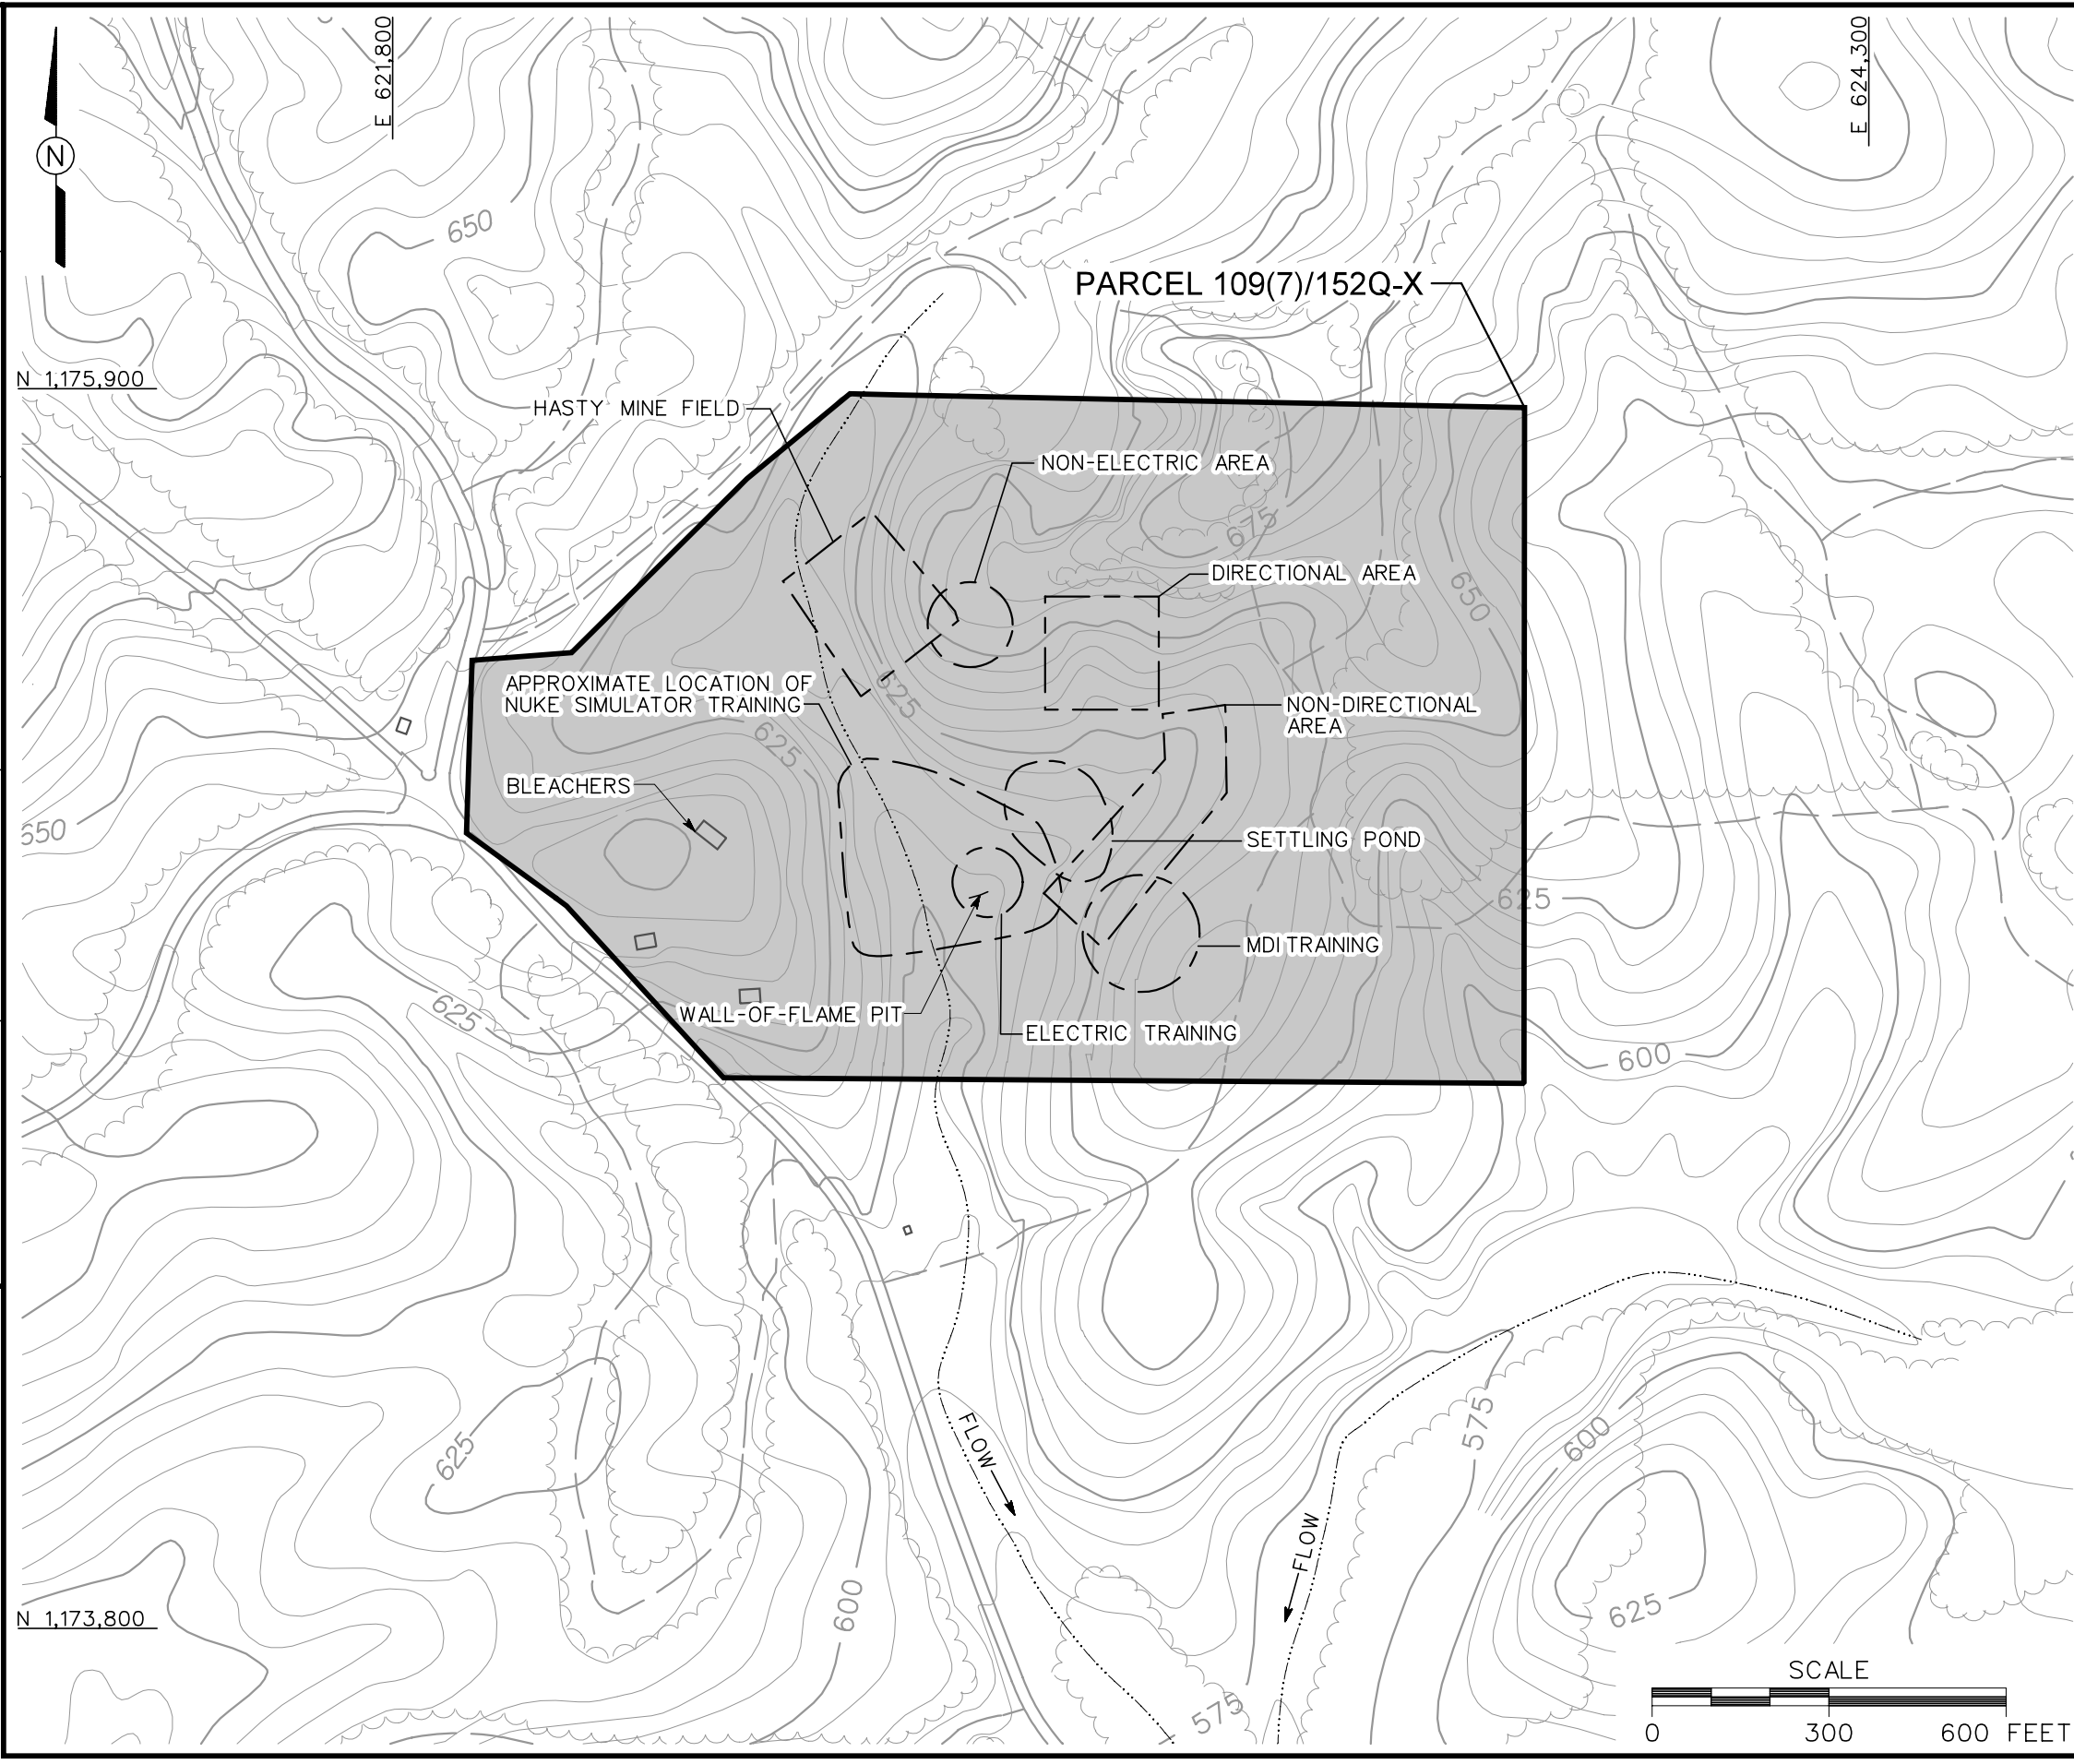 E 621,800
E 624,300
N
650
PARCEL 109(7)/152Q-X
N 1,175,900
HASTY MINE FIELD
NON-ELECTRIC AREA
675
DIRECTIONAL AREA
650
APPROXIMATE LOCATION OF
NUKE SIMULATOR TRAINING
625
NON-DIRECTIONAL
AREA
625
BLEACHERS
650
SETTLING POND
625
MDI TRAINING
625
WALL-OF-FLAME PIT
ELECTRIC TRAINING
600
FLOW
575
600
625
FLOW
600
625
N 1,173,800
575
SCALE
0 300 600 FEET